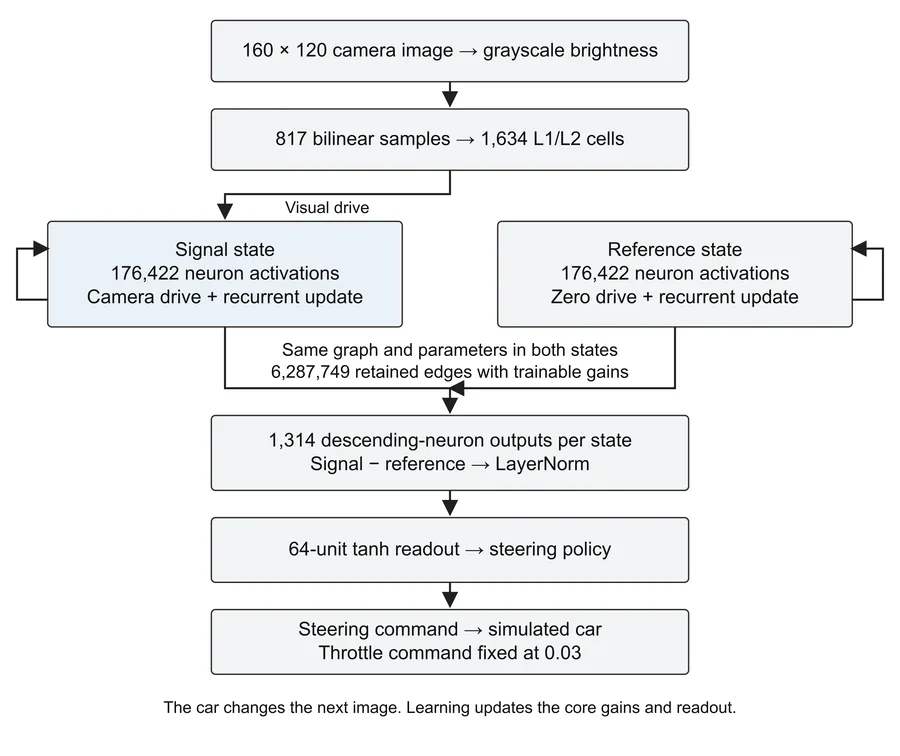 160 × 120 camera image → grayscale brightness
817 bilinear samples → 1,634 L1/L2 cells
Visual drive
Signal state
176,422 neuron activations
Camera drive + recurrent update
Reference state
176,422 neuron activations
Zero drive + recurrent update
Same graph and parameters in both states
6,287,749 retained edges with trainable gains
1,314 descending-neuron outputs per state
Signal − reference → LayerNorm
64-unit tanh readout → steering policy
Steering command → simulated car
Throttle command fixed at 0.03
The car changes the next image. Learning updates the core gains and readout.